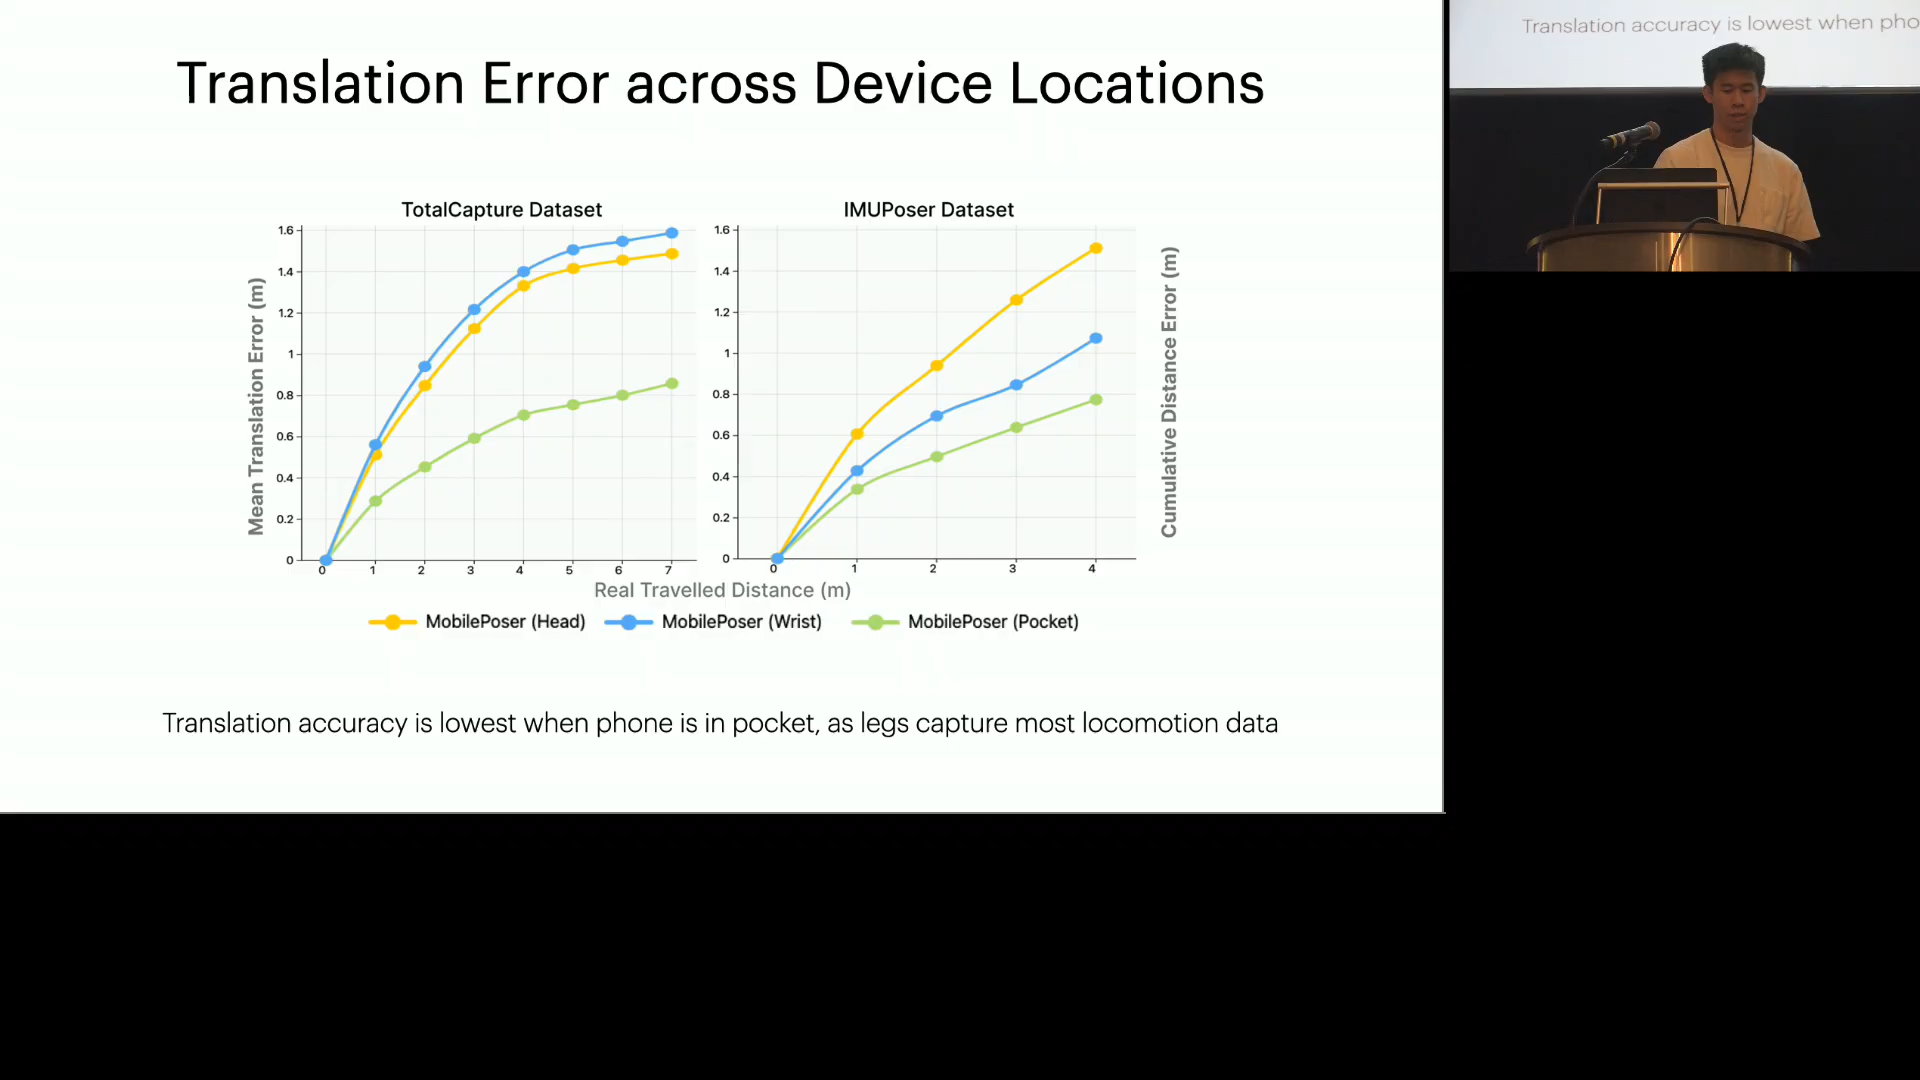 Translation Error across Device Locations
TotalCapture Dataset
Mean Translation Error (m)
1.6
1.4
1.2
1
0.8
0.6
0.4
0.2
0
0 1 2 3 4 5 6 7
IMUPoser Dataset
1.6
1.4
1.2
1
0.8
0.6
0.4
0.2
0
0 1 2 3 4
Cumulative Distance Error (m)
Real Travelled Distance (m)
MobilePoser (Head) MobilePoser (Wrist) MobilePoser (Pocket)
Translation accuracy is lowest when phone is in pocket, as legs capture most locomotion data
Translation accuracy is lowest when pho